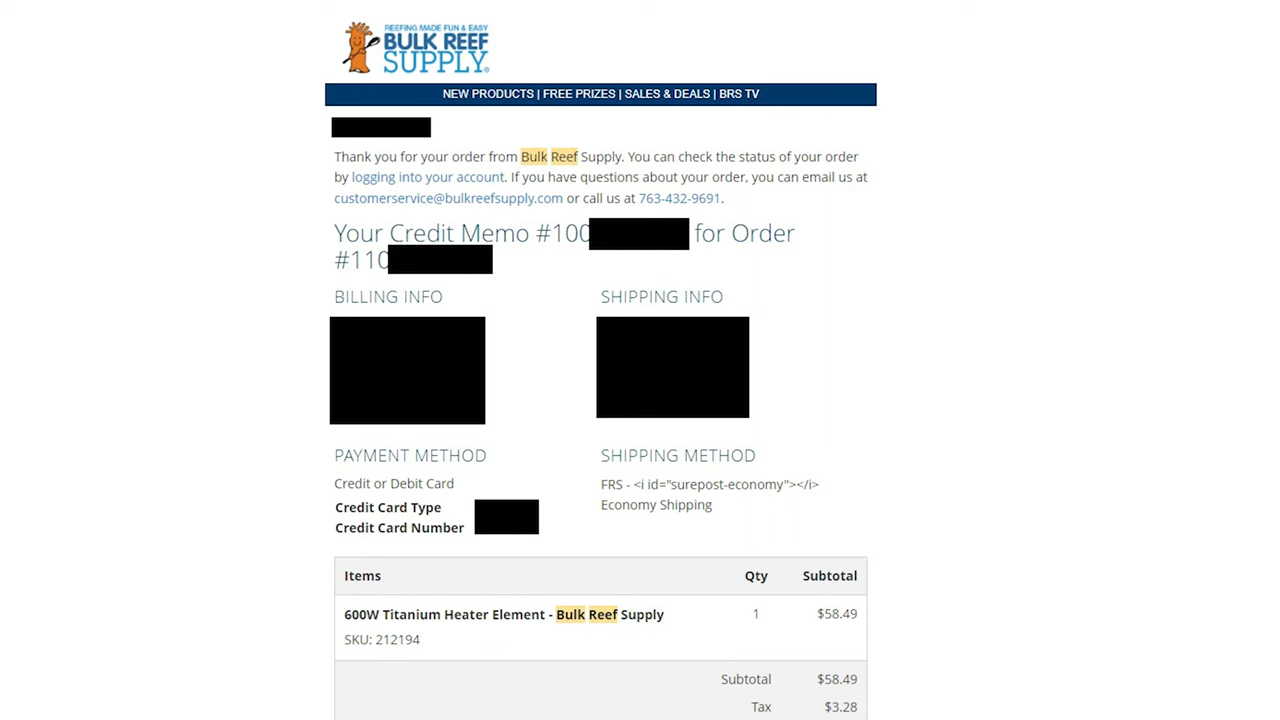 REEFING MADE FUN & EASY
BULK REEF
SUPPLY®
NEW PRODUCTS | FREE PRIZES | SALES & DEALS | BRS TV
Thank you for your order from Bulk Reef Supply. You can check the status of your order
by logging into your account. If you have questions about your order, you can email us at
customerservice@bulkreefsupply.com or call us at 763-432-9691.
Your Credit Memo #100 for Order
#110
BILLING INFO SHIPPING INFO
PAYMENT METHOD SHIPPING METHOD
Credit or Debit Card FRS - <i id="surepost-economy"></i>
Credit Card Type Economy Shipping
Credit Card Number
Items Qty Subtotal
600W Titanium Heater Element - Bulk Reef Supply 1 $58.49
SKU: 212194
Subtotal $58.49
Tax $3.28